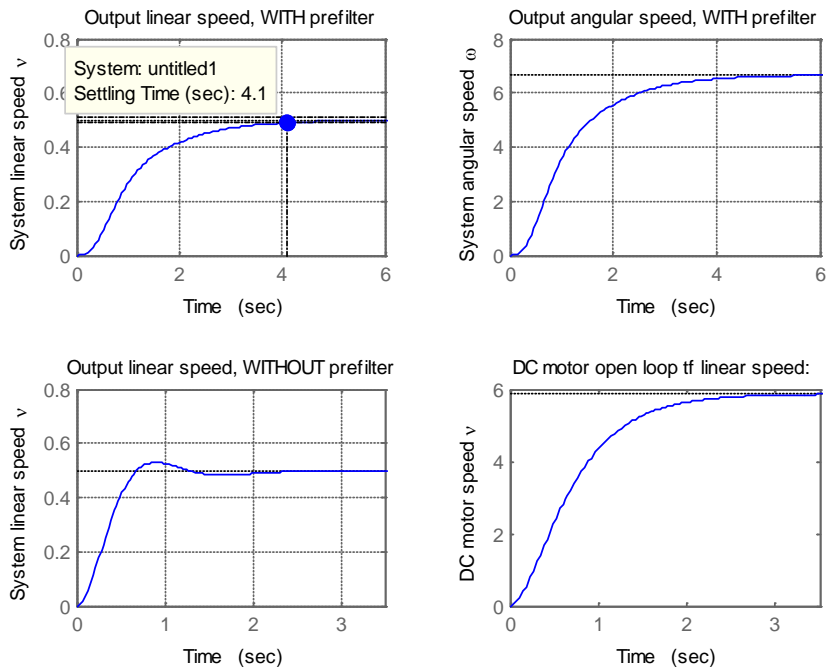 Output linear speed, WITH prefilter
System linear speed ν
0.8
0.6
0.4
0.2
0
System: untitled1
Settling Time (sec): 4.1
0 2 4 6
Time (sec)
Output angular speed, WITH prefilter
System angular speed ω
8
6
4
2
0
0 2 4 6
Time (sec)
Output linear speed, WITHOUT prefilter
System linear speed ν
0.8
0.6
0.4
0.2
0
0 1 2 3
Time (sec)
DC motor open loop tf linear speed:
DC motor speed ν
6
4
2
0
0 1 2 3
Time (sec)